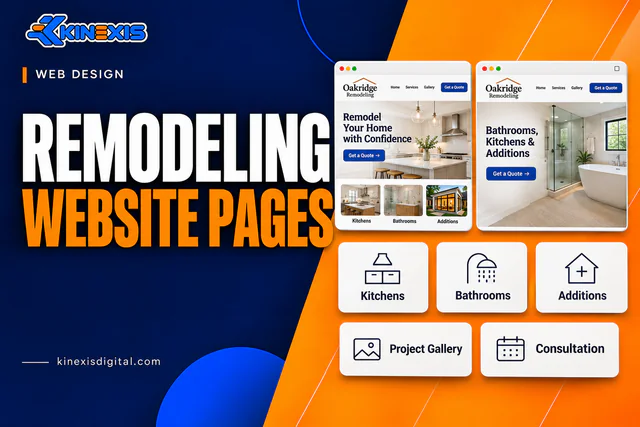 KINEXIS
WEB DESIGN
REMODELING
WEBSITE PAGES
kinexisdigital.com
Oakridge
Remodeling
Home Services Gallery Get a Quote
Remodel
Your Home
with Confidence
Get a Quote →
Kitchens Bathrooms Additions
Oakridge
Remodeling
Home Services Gallery Get a Quote
Bathrooms,
Kitchens &
Additions
Get a Quote →
Kitchens
Bathrooms
Additions
Project Gallery
Consultation